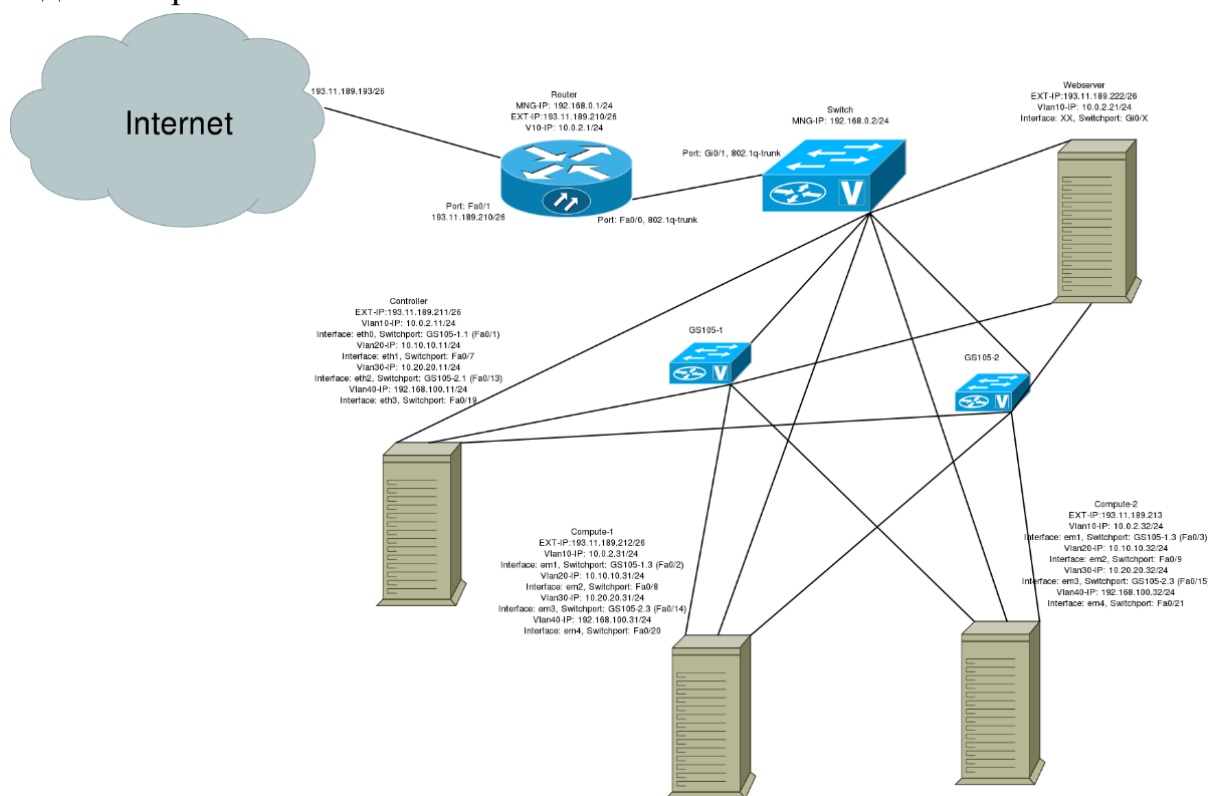 Internet
193.11.189.193/26
Router
MNG-IP: 192.168.0.1/24
EXT-IP:193.11.189.210/26
V10-IP: 10.0.2.1/24
Port: Fa0/1
193.11.189.210/26
Port: Fa0/0, 802.1q-trunk
Switch
MNG-IP: 192.168.0.2/24
Port: Gi0/1, 802.1q-trunk
Webserver
EXT-IP:193.11.189.222/26
Vlan10-IP: 10.0.2.21/24
Interface: XX, Switchport: Gi0/X
Controller
EXT-IP:193.11.189.211/26
Vlan10-IP: 10.0.2.11/24
Interface: eth0, Switchport: GS105-1.1 (Fa0/1)
Vlan20-IP: 10.10.10.11/24
Interface: eth1, Switchport: Fa0/7
Vlan30-IP: 10.20.20.11/24
Interface: eth2, Switchport: GS105-2.1 (Fa0/13)
Vlan40-IP: 192.168.100.11/24
Interface: eth3, Switchport: Fa0/19
GS105-1
GS105-2
Compute-1
EXT-IP:193.11.189.212/26
Vlan10-IP: 10.0.2.31/24
Interface: em1, Switchport: GS105-1.3 (Fa0/2)
Vlan20-IP: 10.10.10.31/24
Interface: em2, Switchport: Fa0/8
Vlan30-IP: 10.20.20.31/24
Interface: em3, Switchport: GS105-2.3 (Fa0/14)
Vlan40-IP: 192.168.100.31/24
Interface: em4, Switchport: Fa0/20
Compute-2
EXT-IP:193.11.189.213
Vlan10-IP: 10.0.2.32/24
Interface: em1, Switchport: GS105-1.3 (Fa0/3)
Vlan20-IP: 10.10.10.32/24
Interface: em2, Switchport: Fa0/9
Vlan30-IP: 10.20.20.32/24
Interface: em3, Switchport: GS105-2.3 (Fa0/15)
Vlan40-IP: 192.168.100.32/24
Interface: em4, Switchport: Fa0/21